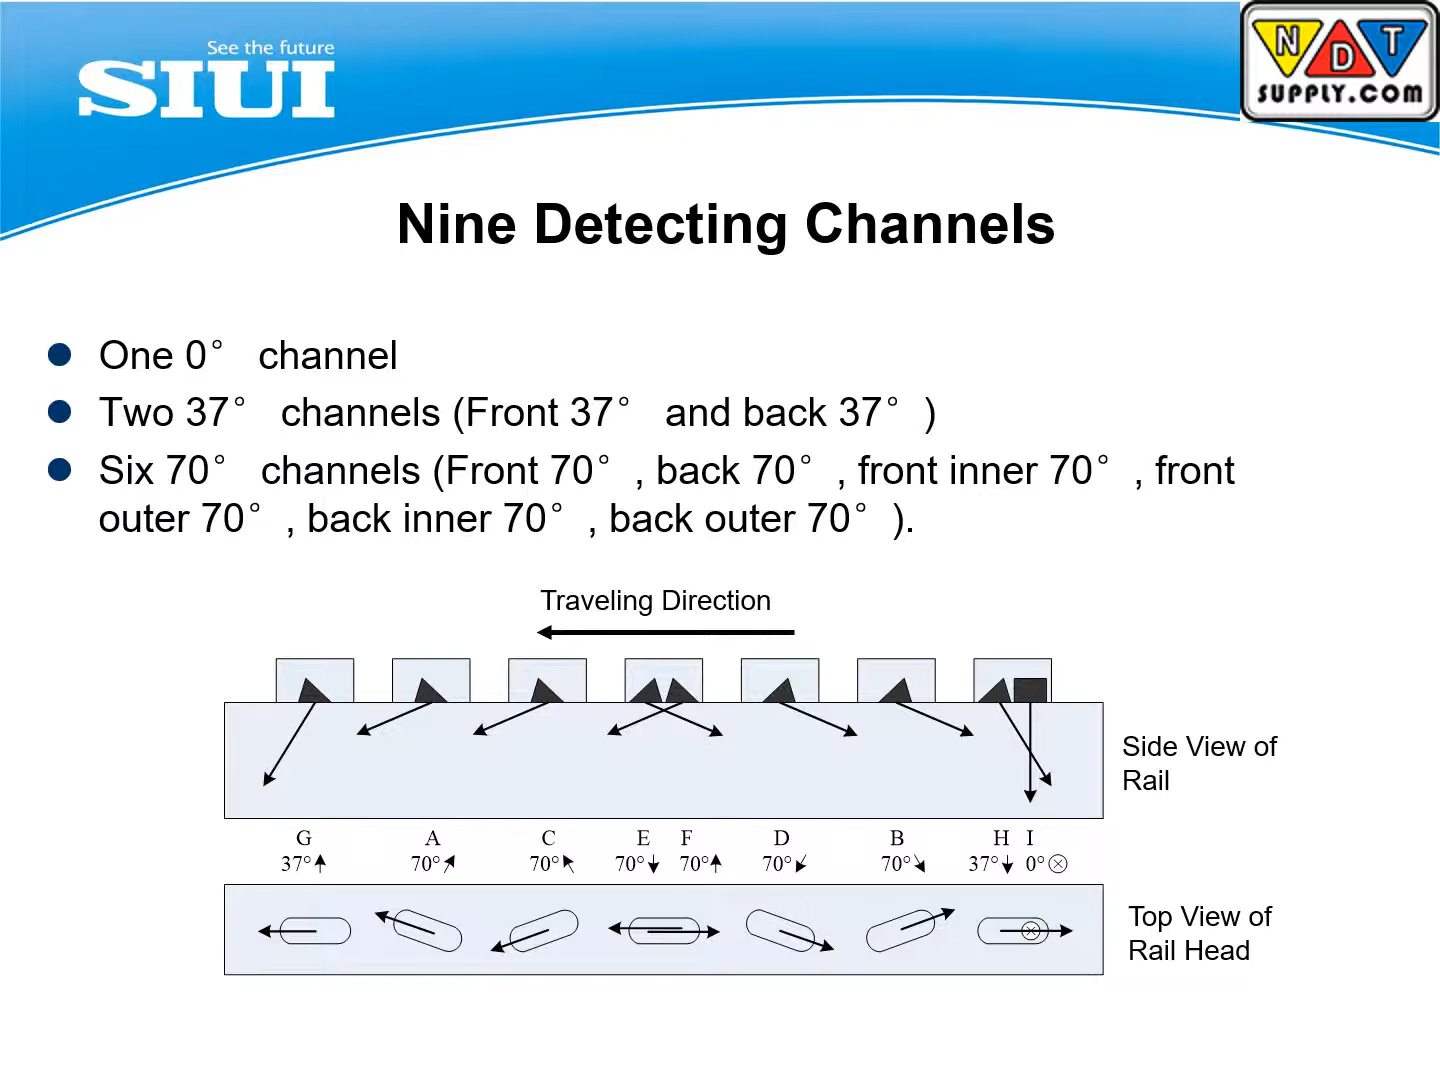 See the future
SIUI
NDT
SUPPLY.COM
Nine Detecting Channels
One 0° channel
Two 37° channels (Front 37° and back 37°)
Six 70° channels (Front 70°, back 70°, front inner 70°, front
outer 70°, back inner 70°, back outer 70°).
Traveling Direction
Side View of
Rail
G A C E F D B H I
37° 70° 70° 70° 70° 70° 70° 37° 0°
Top View of
Rail Head